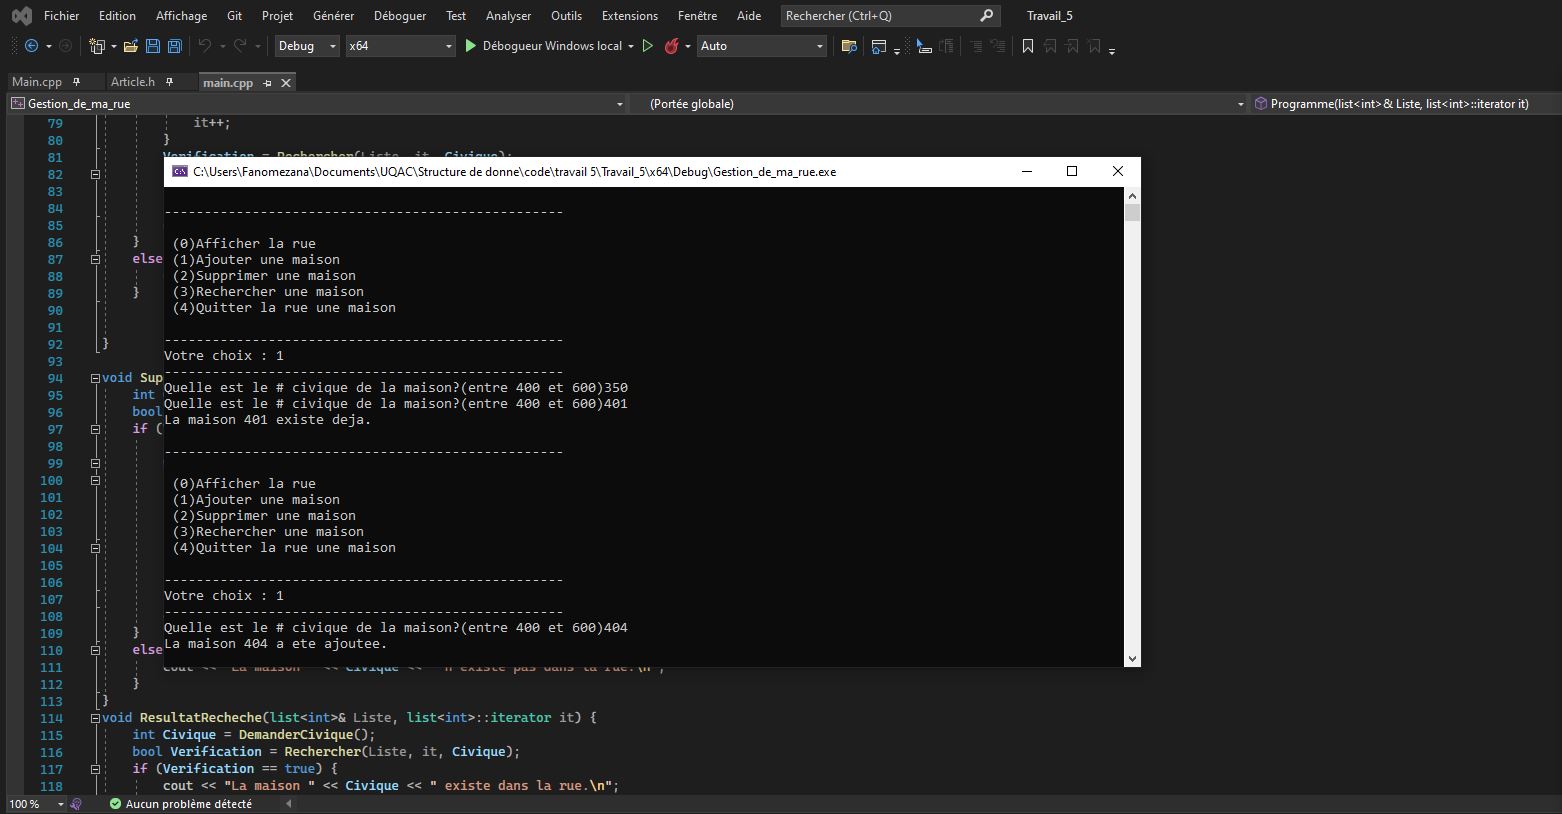 Fichier Edition Affichage Git Projet Générer Déboguer Test Analyser Outils Extensions Fenêtre Aide Rechercher (Ctrl+Q) Travail_5
Debug x64 Débogueur Windows local Auto
Main.cpp Article.h main.cpp
Gestion_de_ma_rue (Portée globale) Programme(list<int>& Liste, list<int>::iterator it)
79 it++;
80 }
81 Verification = Rechercher(Liste, it, Civique);
C:\Users\Fanomezana\Documents\UQAC\Structure de donne\code\travail 5\Travail_5\x64\Debug\Gestion_de_ma_rue.exe
--------------------------------------------------
(0)Afficher la rue
(1)Ajouter une maison
(2)Supprimer une maison
(3)Rechercher une maison
(4)Quitter la rue une maison
--------------------------------------------------
Votre choix : 1
--------------------------------------------------
Quelle est le # civique de la maison?(entre 400 et 600)350
Quelle est le # civique de la maison?(entre 400 et 600)401
La maison 401 existe deja.
--------------------------------------------------
(0)Afficher la rue
(1)Ajouter une maison
(2)Supprimer une maison
(3)Rechercher une maison
(4)Quitter la rue une maison
--------------------------------------------------
Votre choix : 1
--------------------------------------------------
Quelle est le # civique de la maison?(entre 400 et 600)404
La maison 404 a ete ajoutee.
82
83
84
85
86 }
87 else
88
89 }
90
91
92 }
93
94 void Sup
95 int
96 bool
97 if (
98
99
100
101
102
103
104
105
106
107
108
109 }
110 else
111 cout << "La maison " << Civique << " n'existe pas dans la rue.\n";
112 }
113 }
114 void ResultatRecheche(list<int>& Liste, list<int>::iterator it) {
115 int Civique = DemanderCivique();
116 bool Verification = Rechercher(Liste, it, Civique);
117 if (Verification == true) {
118 cout << "La maison " << Civique << " existe dans la rue.\n";
100 % Aucun problème détecté